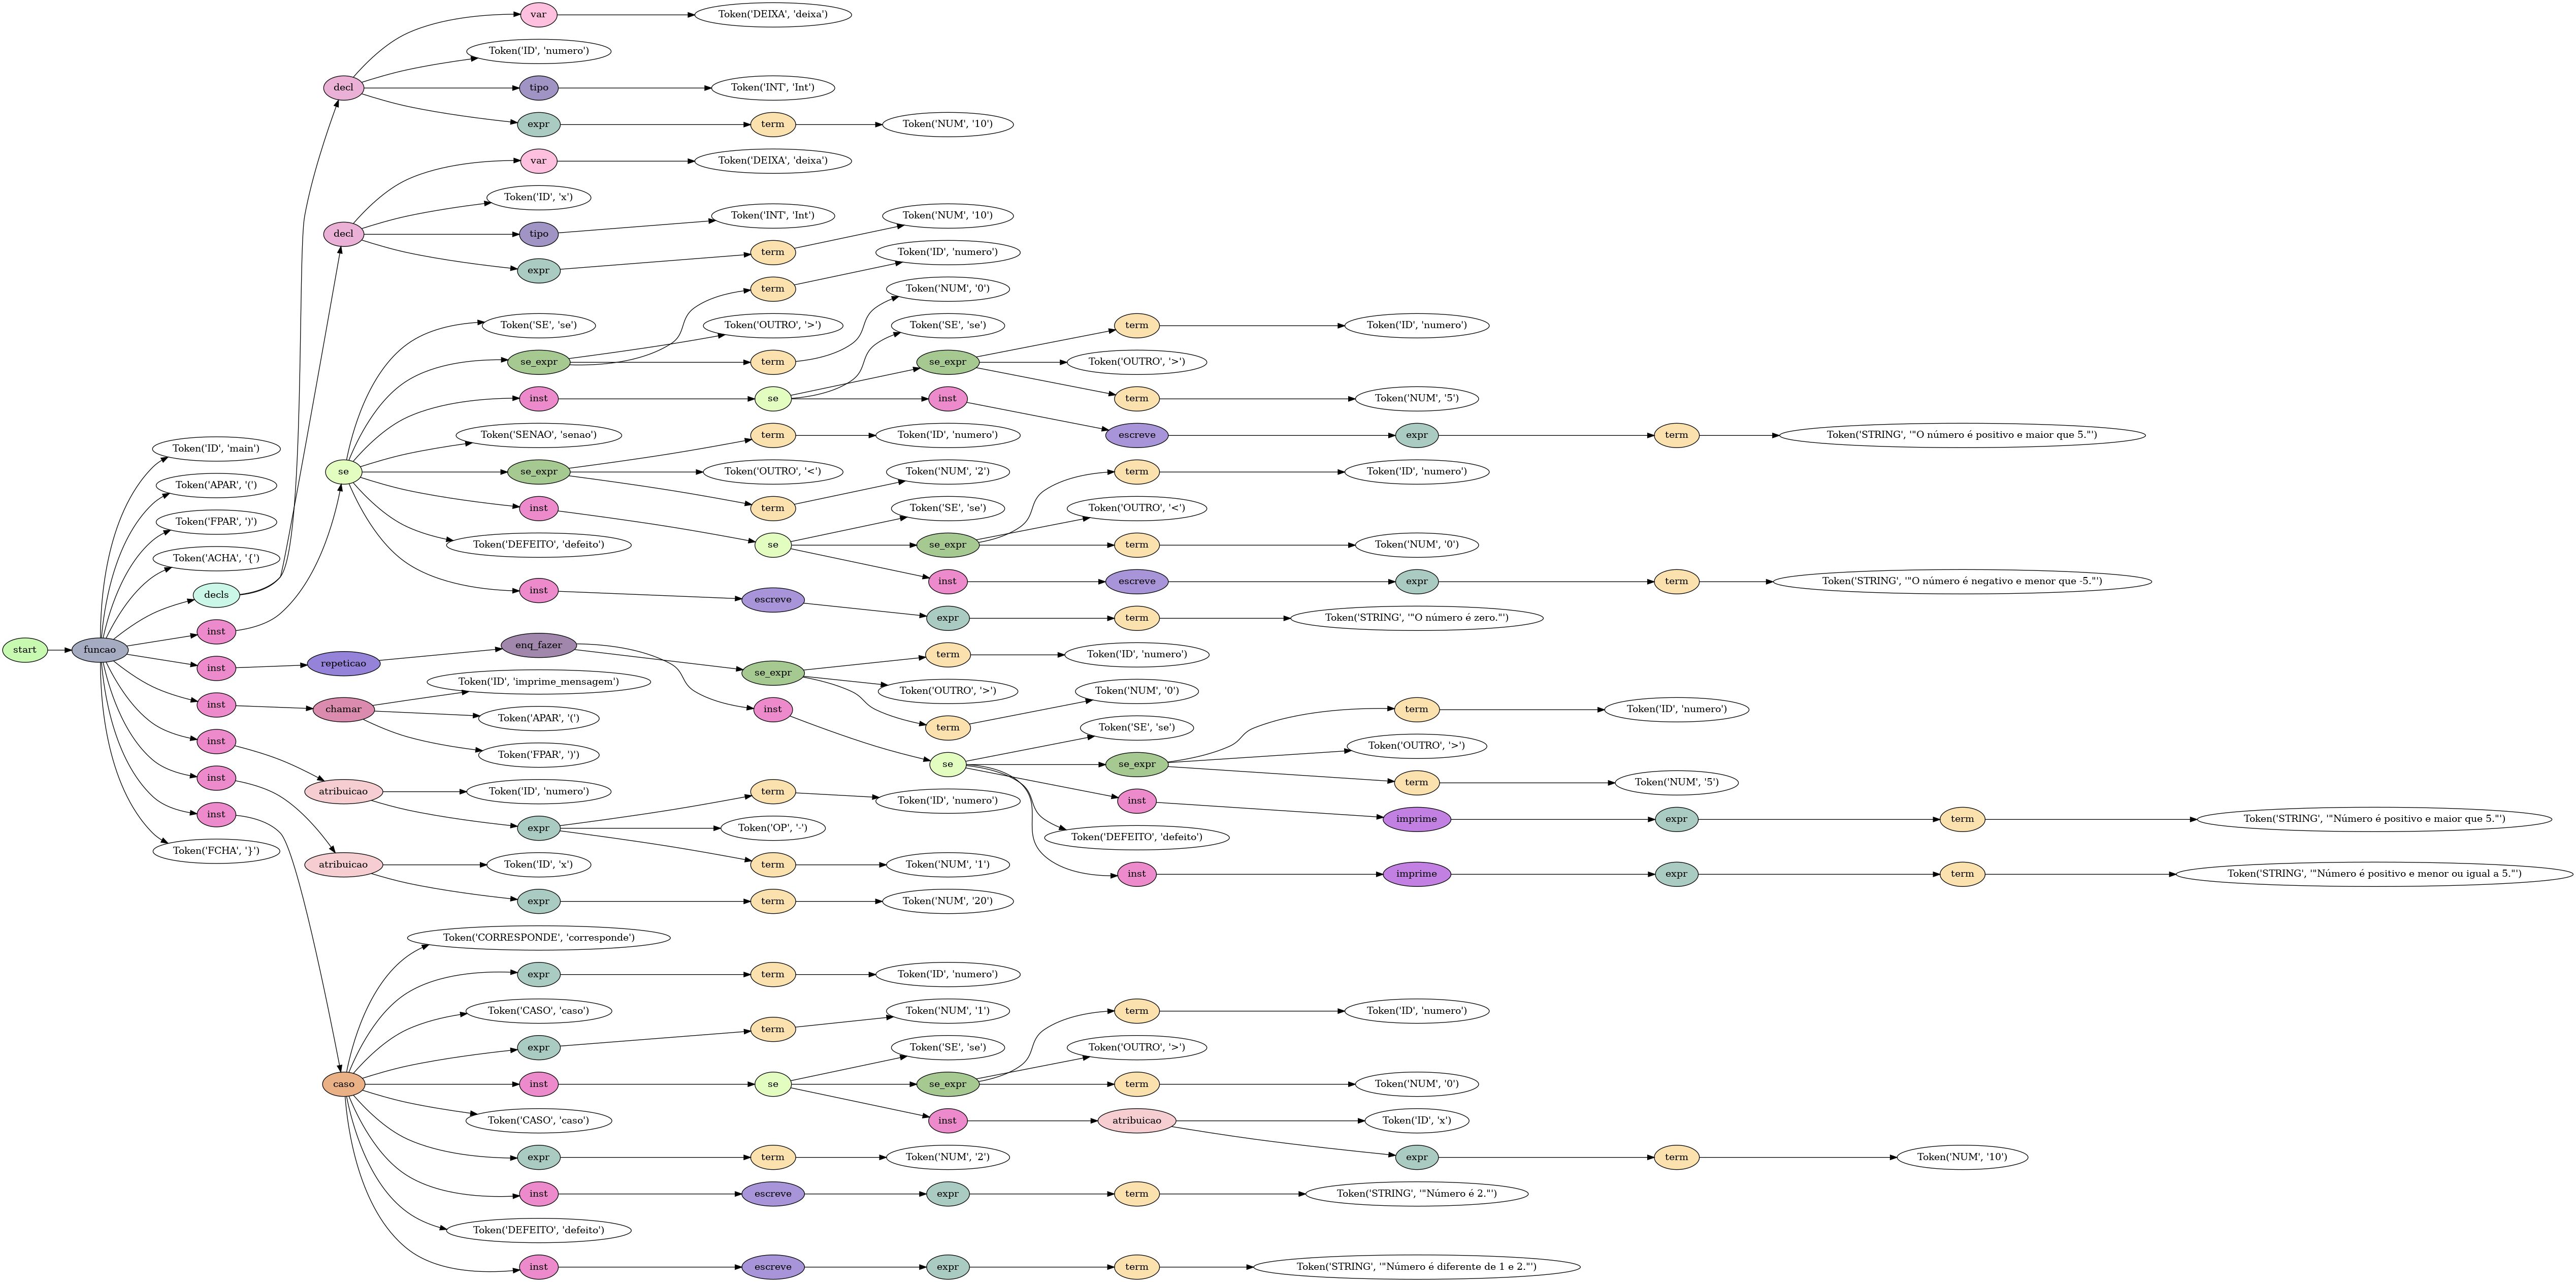 var
Token('DEIXA', 'deixa')
Token('ID', 'numero')
decl
tipo
Token('INT', 'Int')
expr
term
Token('NUM', '10')
var
Token('DEIXA', 'deixa')
Token('ID', 'x')
Token('INT', 'Int')
Token('NUM', '10')
decl
tipo
term
Token('ID', 'numero')
expr
term
Token('NUM', '0')
Token('SE', 'se')
Token('OUTRO', '>')
Token('SE', 'se')
term
Token('ID', 'numero')
se_expr
term
se_expr
Token('OUTRO', '>')
inst
se
inst
term
Token('NUM', '5')
Token('SENAO', 'senao')
term
Token('ID', 'numero')
escreve
expr
term
Token('STRING', '"O número é positivo e maior que 5."')
Token('ID', 'main')
se
se_expr
Token('OUTRO', '<')
Token('NUM', '2')
term
Token('ID', 'numero')
Token('APAR', '(')
inst
term
Token('SE', 'se')
Token('OUTRO', '<')
Token('FPAR', ')')
Token('DEFEITO', 'defeito')
se
se_expr
term
Token('NUM', '0')
Token('ACHA', '{')
inst
escreve
expr
term
Token('STRING', '"O número é negativo e menor que -5."')
decls
inst
escreve
expr
term
Token('STRING', '"O número é zero."')
inst
enq_fazer
start
funcao
term
Token('ID', 'numero')
inst
repeticao
se_expr
Token('ID', 'imprime_mensagem')
Token('OUTRO', '>')
Token('NUM', '0')
inst
chamar
inst
term
Token('ID', 'numero')
Token('APAR', '(')
term
Token('SE', 'se')
inst
Token('FPAR', ')')
Token('OUTRO', '>')
se
se_expr
inst
term
Token('NUM', '5')
atribuicao
Token('ID', 'numero')
term
Token('ID', 'numero')
inst
inst
imprime
expr
term
Token('STRING', '"Número é positivo e maior que 5."')
expr
Token('OP', '-')
Token('DEFEITO', 'defeito')
Token('FCHA', '}')
atribuicao
Token('ID', 'x')
term
Token('NUM', '1')
inst
imprime
expr
term
Token('STRING', '"Número é positivo e menor ou igual a 5."')
expr
term
Token('NUM', '20')
Token('CORRESPONDE', 'corresponde')
expr
term
Token('ID', 'numero')
Token('CASO', 'caso')
Token('NUM', '1')
term
Token('ID', 'numero')
term
expr
Token('SE', 'se')
Token('OUTRO', '>')
caso
inst
se
se_expr
term
Token('NUM', '0')
Token('CASO', 'caso')
inst
atribuicao
Token('ID', 'x')
expr
term
Token('NUM', '2')
expr
term
Token('NUM', '10')
inst
escreve
expr
term
Token('STRING', '"Número é 2."')
Token('DEFEITO', 'defeito')
inst
escreve
expr
term
Token('STRING', '"Número é diferente de 1 e 2."')